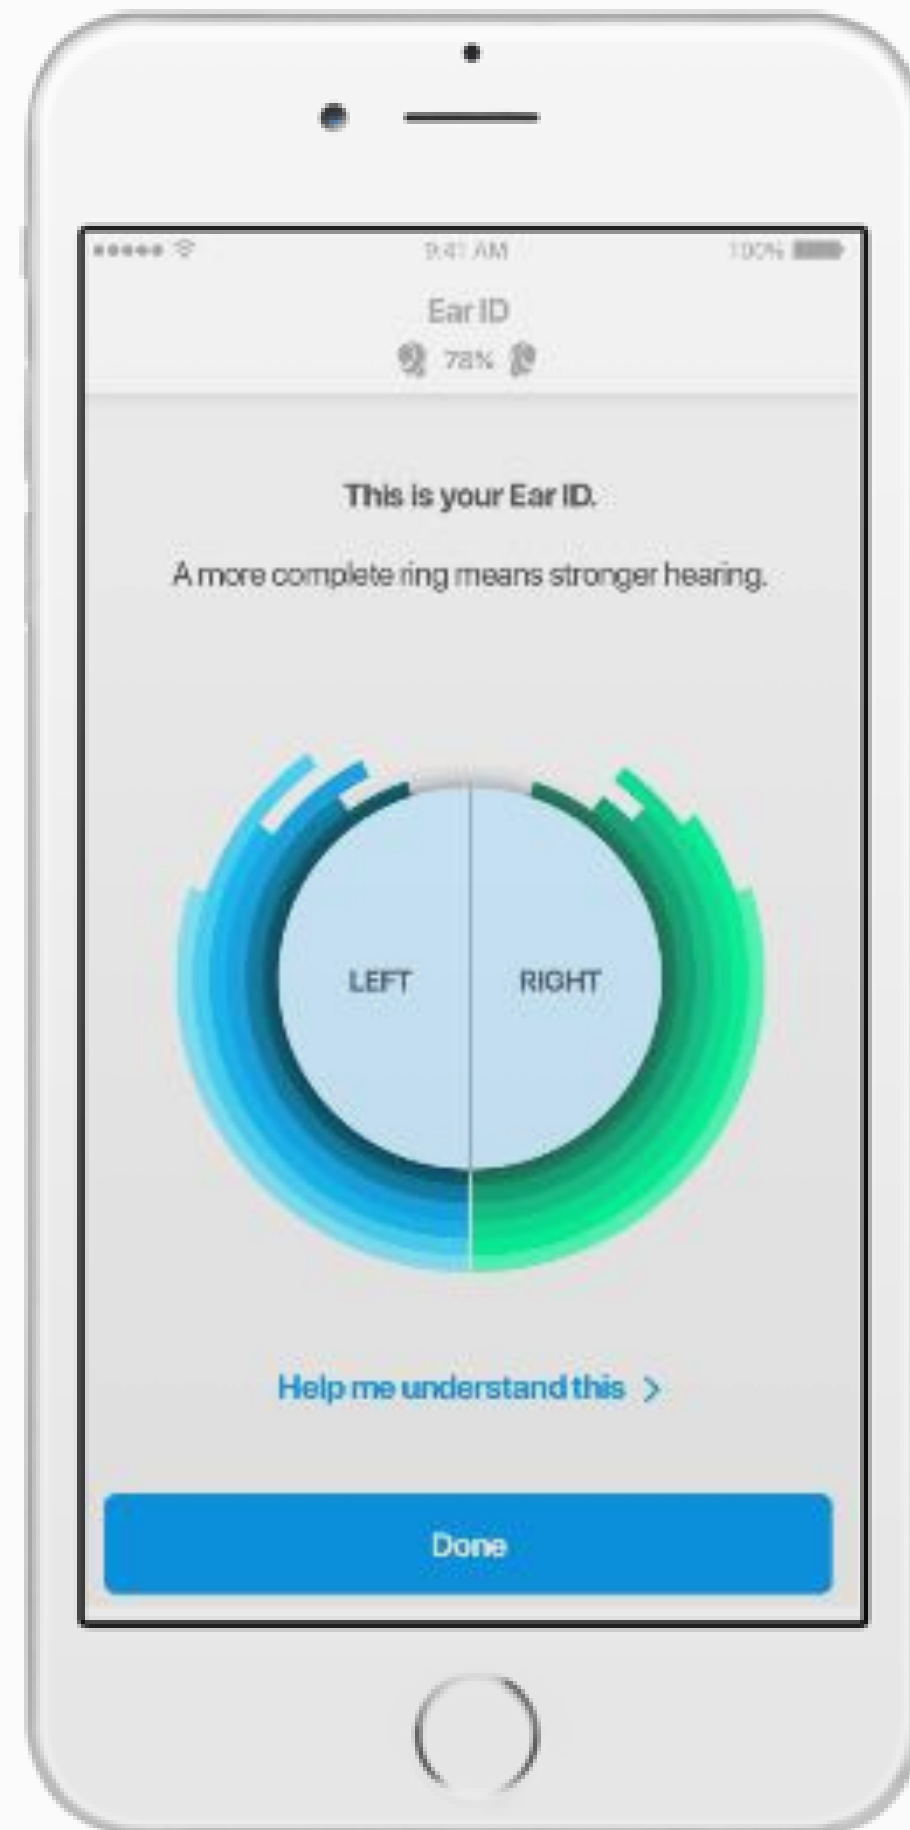 9:41 AM 100%
Ear ID
78%
This is your Ear ID.
A more complete ring means stronger hearing.
LEFT RIGHT
Help me understand this >
Done